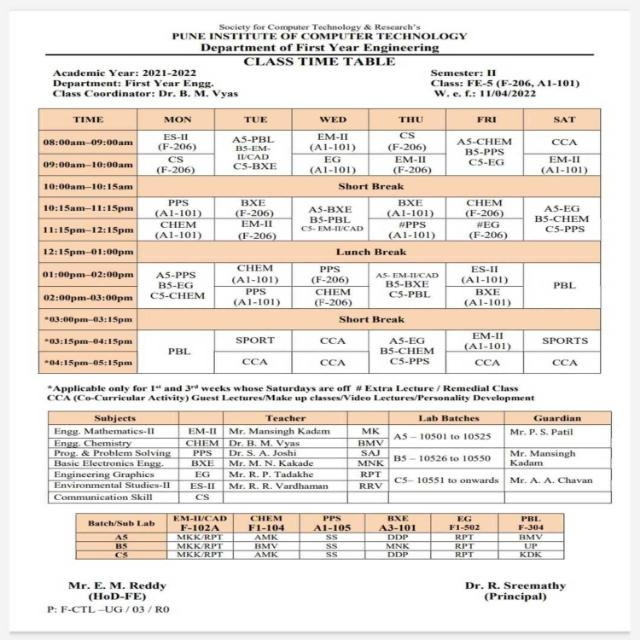 Society for Computer Technology & Research's
PUNE INSTITUTE OF COMPUTER TECHNOLOGY
Department of First Year Engineering
CLASS TIME TABLE
Academic Year: 2021-2022 Semester: II
Department: First Year Engg. Class: FE-5 (F-206, A1-101)
Class Coordinator: Dr. B. M. Vyas W. e. f.: 11/04/2022
TIME MON TUE WED THU FRI SAT
08:00am–09:00am ES-II (F-206) A5-PBL B5-EM-II/CAD C5-BXE EM-II (A1-101) CS (F-206) A5-CHEM B5-PPS C5-EG CCA
09:00am–10:00am CS (F-206) EG (A1-101) EM-II (F-206) EM-II (A1-101)
10:00am–10:15am Short Break
10:15am–11:15pm PPS (A1-101) BXE (F-206) A5-BXE B5-PBL C5- EM-II/CAD BXE (A1-101) CHEM (F-206) A5-EG B5-CHEM C5-PPS
11:15pm–12:15pm CHEM (A1-101) EM-II (F-206) #PPS (A1-101) #EG (F-206)
12:15pm–01:00pm Lunch Break
01:00pm–02:00pm A5-PPS B5-EG C5-CHEM CHEM (A1-101) PPS (F-206) A5- EM-II/CAD B5-BXE C5-PBL ES-II (F-206) PBL
02:00pm–03:00pm PPS (A1-101) CHEM (F-206) BXE (A1-101)
*03:00pm–03:15pm Short Break
*03:15pm–04:15pm PBL SPORT CCA A5-EG B5-CHEM C5-PPS EM-II (A1-101) SPORTS
*04:15pm–05:15pm CCA CCA CCA CCA
*Applicable only for 1st and 3rd weeks whose Saturdays are off # Extra Lecture / Remedial Class
CCA (Co-Curricular Activity) Guest Lectures/Make up classes/Video Lectures/Personality Development
Subjects Teacher Lab Batches Guardian
Engg. Mathematics-II EM-II Mr. Mansingh Kadam MK A5 – 10501 to 10525 Mr. P. S. Patil
Engg. Chemistry CHEM Dr. B. M. Vyas BMV
Prog. & Problem Solving PPS Dr. S. A. Joshi SAJ B5 – 10526 to 10550 Mr. Mansingh Kadam
Basic Electronics Engg. BXE Mr. M. N. Kakade MNK
Engineering Graphics EG Mr. R. P. Tadakhe RPT C5– 10551 to onwards Mr. A. A. Chavan
Environmental Studies-II ES-II Mr. R. R. Vardhaman RRV
Communication Skill CS
Batch/Sub Lab EM-II/CAD F-102A CHEM F1-104 PPS A1-105 BXE A3-101 EG F1-502 PBL F-304
A5 MKK/RPT AMK SS DDP RPT BMV
B5 MKK/RPT BMV SS MNK RPT UP
C5 MKK/RPT AMK SS DDP RPT KDK
Mr. E. M. Reddy Dr. R. Sreemathy
(HoD-FE) (Principal)
P: F-CTL –UG / 03 / R0